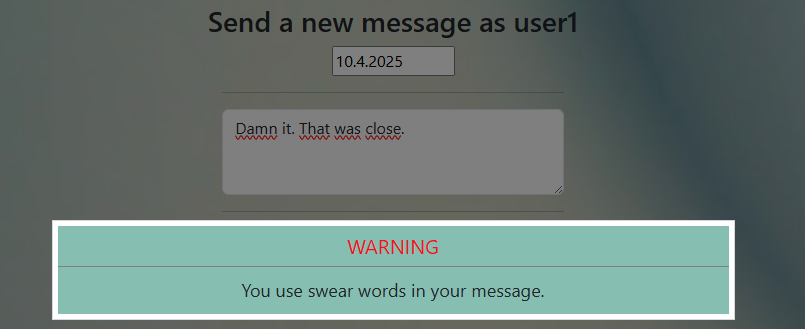 Send a new message as user1
10.4.2025
Damn it. That was close.
WARNING
You use swear words in your message.